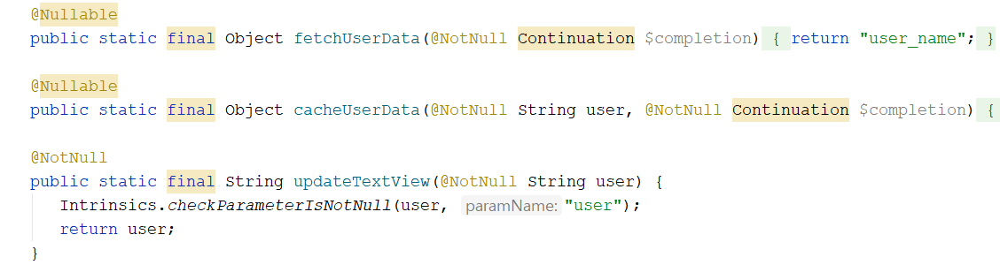 @Nullable
public static final Object fetchUserData(@NotNull Continuation $completion) { return "user_name"; }
@Nullable
public static final Object cacheUserData(@NotNull String user, @NotNull Continuation $completion) {
@NotNull
public static final String updateTextView(@NotNull String user) {
Intrinsics.checkParameterIsNotNull(user, paramName: "user");
return user;
}